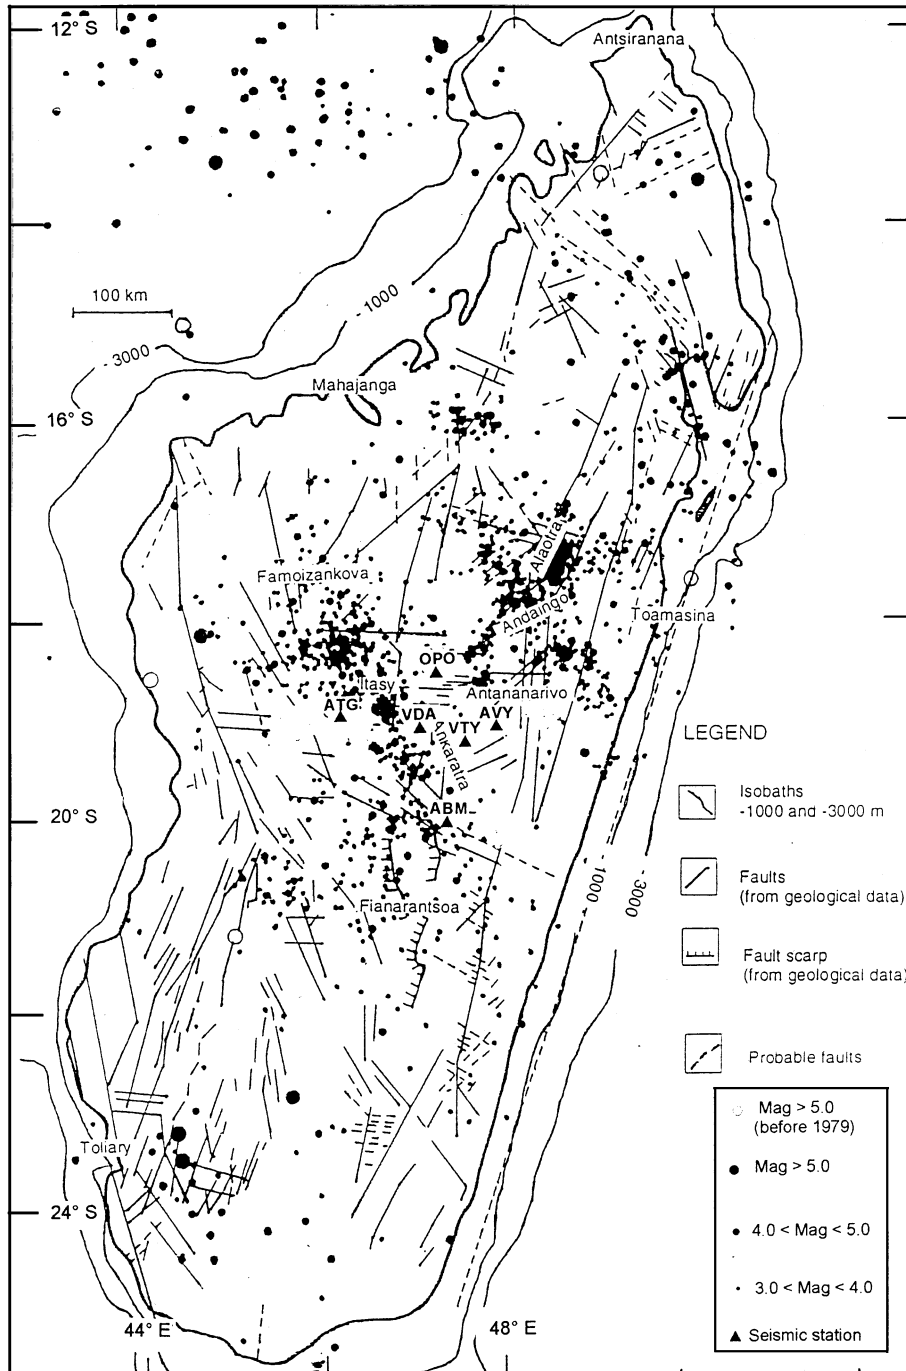 12° S
Antsiranana
100 km
- 1000
- 3000
Mahajanga
16° S
Alaotra
Famoizankova
Andaingo
Toamasina
OPO
Itasy
Antananarivo
ATG
VDA
VTY
AVY
Ankaratra
ABM
20° S
Fianarantsoa
- 1000
- 3000
Toliary
24° S
44° E
48° E
LEGEND
Isobaths
-1000 and -3000 m
Faults
(from geological data)
Fault scarp
(from geological data)
Probable faults
Mag > 5.0
(before 1979)
Mag > 5.0
4.0 < Mag < 5.0
3.0 < Mag < 4.0
Seismic station